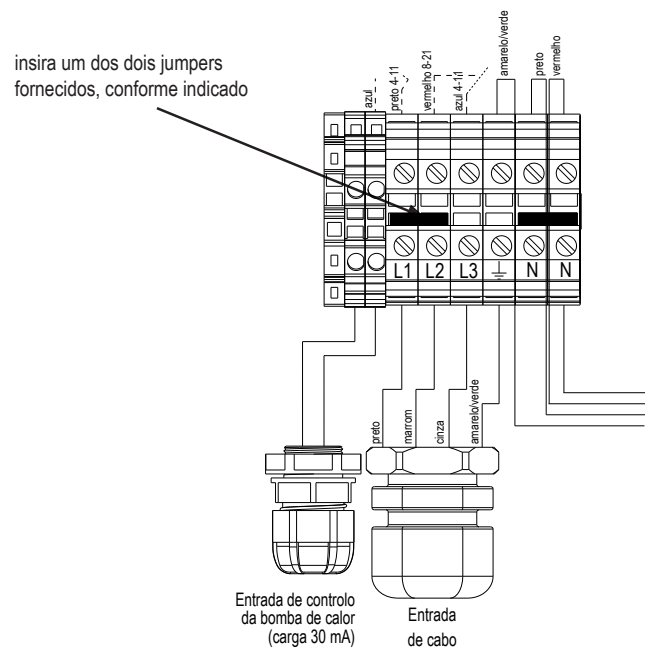 insira um dos dois jumpers
fornecidos, conforme indicado
azul
preto 4-11
vermelho 8-21
azul 4-11
amarelo/verde
preto
vermelho
L1
L2
L3
N
N
preto
marrom
cinza
amarelo/verde
Entrada de controlo
da bomba de calor
(carga 30 mA)
Entrada
de cabo